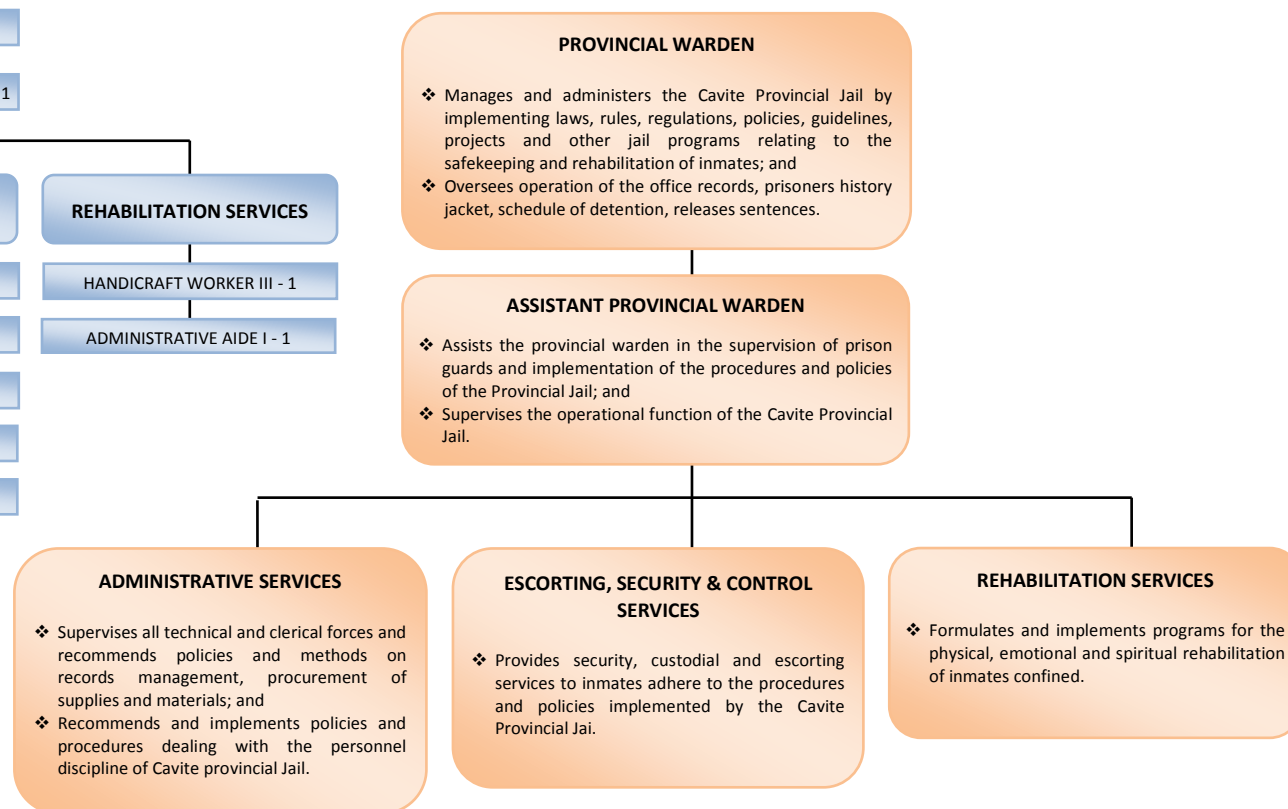 1
REHABILITATION SERVICES
HANDICRAFT WORKER III - 1
ADMINISTRATIVE AIDE I - 1
PROVINCIAL WARDEN
❖ Manages and administers the Cavite Provincial Jail by
implementing laws, rules, regulations, policies, guidelines,
projects and other jail programs relating to the
safekeeping and rehabilitation of inmates; and
❖ Oversees operation of the office records, prisoners history
jacket, schedule of detention, releases sentences.
ASSISTANT PROVINCIAL WARDEN
❖ Assists the provincial warden in the supervision of prison
guards and implementation of the procedures and policies
of the Provincial Jail; and
❖ Supervises the operational function of the Cavite Provincial
Jail.
ADMINISTRATIVE SERVICES
❖ Supervises all technical and clerical forces and
recommends policies and methods on
records management, procurement of
supplies and materials; and
❖ Recommends and implements policies and
procedures dealing with the personnel
discipline of Cavite provincial Jail.
ESCORTING, SECURITY & CONTROL
SERVICES
❖ Provides security, custodial and escorting
services to inmates adhere to the procedures
and policies implemented by the Cavite
Provincial Jai.
REHABILITATION SERVICES
❖ Formulates and implements programs for the
physical, emotional and spiritual rehabilitation
of inmates confined.